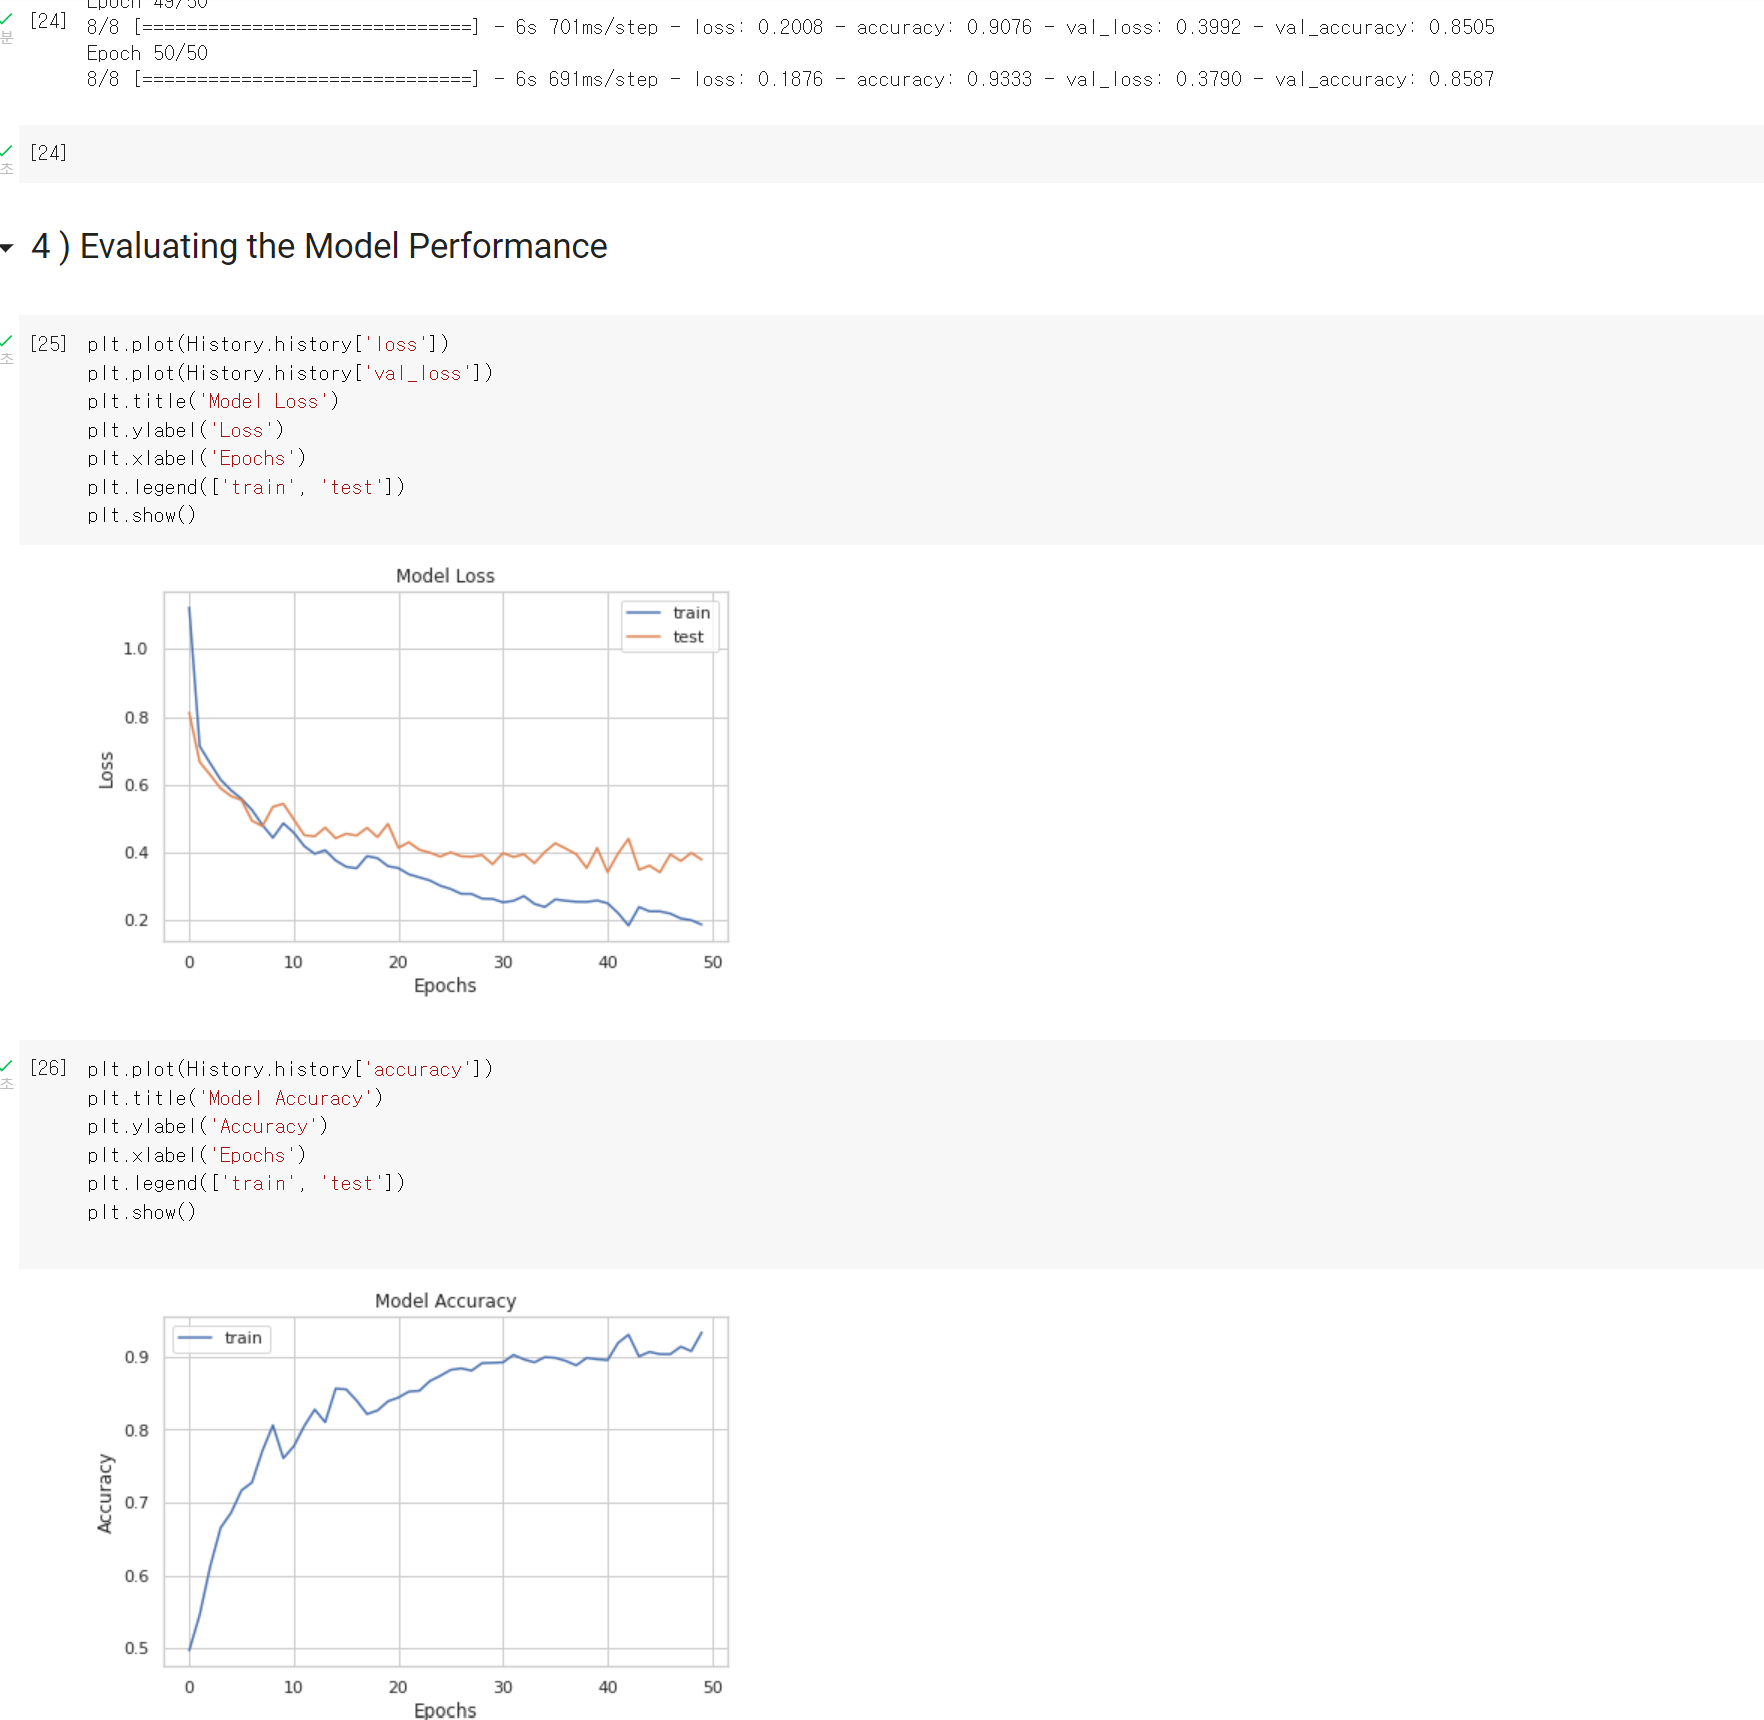 Epoch 49/50
[24] 8/8 [==============================] - 6s 701ms/step - loss: 0.2008 - accuracy: 0.9076 - val_loss: 0.3992 - val_accuracy: 0.8505
분
Epoch 50/50
8/8 [==============================] - 6s 691ms/step - loss: 0.1876 - accuracy: 0.9333 - val_loss: 0.3790 - val_accuracy: 0.8587
[24]
초
4 ) Evaluating the Model Performance
[25] plt.plot(History.history['loss'])
초
plt.plot(History.history['val_loss'])
plt.title('Model Loss')
plt.ylabel('Loss')
plt.xlabel('Epochs')
plt.legend(['train', 'test'])
plt.show()
Model Loss
train
test
1.0
0.8
0.6
0.4
0.2
Loss
0 10 20 30 40 50
Epochs
[26] plt.plot(History.history['accuracy'])
초
plt.title('Model Accuracy')
plt.ylabel('Accuracy')
plt.xlabel('Epochs')
plt.legend(['train', 'test'])
plt.show()
Model Accuracy
train
0.9
0.8
0.7
0.6
0.5
Accuracy
0 10 20 30 40 50
Epochs